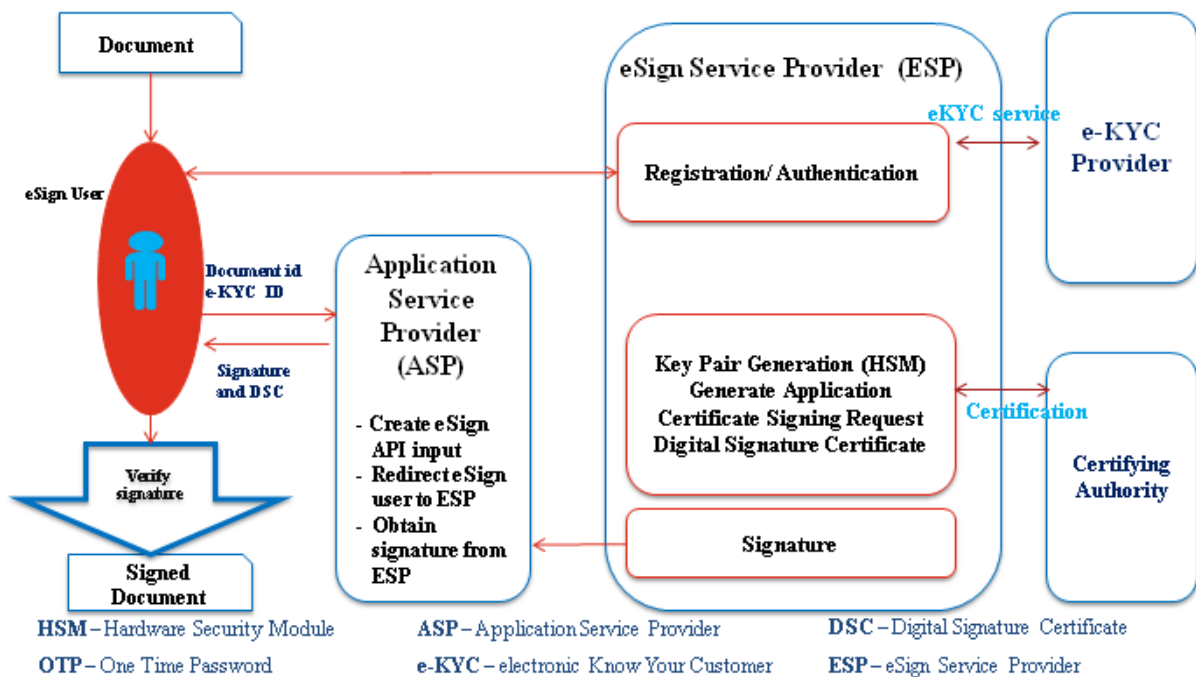 Document
eSign User
Document id
e-KYC ID
Signature
and DSC
Verify
signature
Signed
Document
Application
Service
Provider
(ASP)
- Create eSign
API input
- Redirect eSign
user to ESP
- Obtain
signature from
ESP
eSign Service Provider (ESP)
Registration/ Authentication
Key Pair Generation (HSM)
Generate Application
Certificate Signing Request
Digital Signature Certificate
Signature
eKYC service
e-KYC
Provider
Certification
Certifying
Authority
HSM – Hardware Security Module
ASP – Application Service Provider
DSC – Digital Signature Certificate
OTP – One Time Password
e-KYC – electronic Know Your Customer
ESP – eSign Service Provider